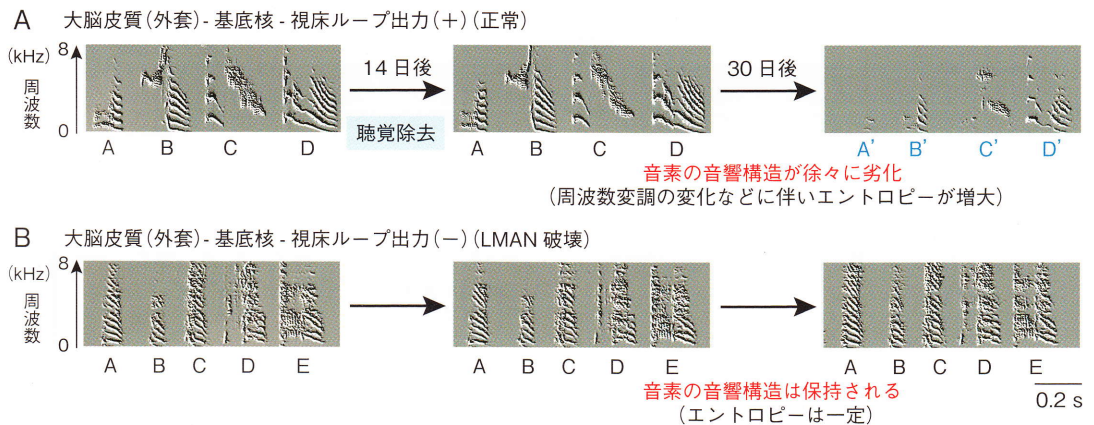 A 大脳皮質(外套)- 基底核 - 視床ループ出力(+)(正常)
(kHz) 8
周波数
0
A B C D
14日後
聴覚除去
A B C D
30日後
A' B' C' D'
音素の音響構造が徐々に劣化
(周波数変調の変化などに伴いエントロピーが増大)
B 大脳皮質(外套)- 基底核 - 視床ループ出力(−)(LMAN 破壊)
(kHz) 8
周波数
0
A B C D E
A B C D E
A B C D E
音素の音響構造は保持される
(エントロピーは一定)
0.2 s